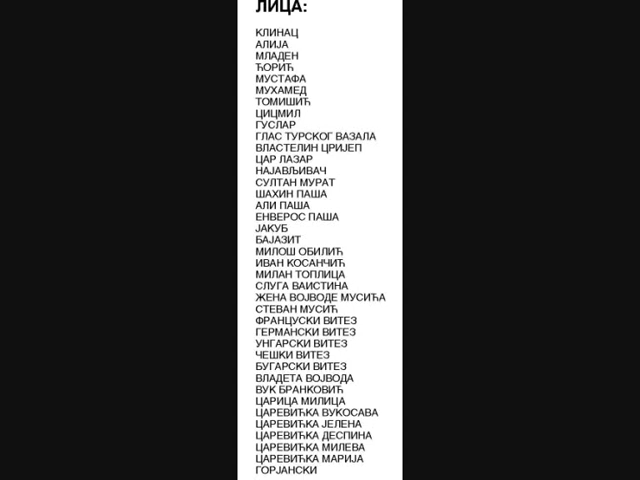 ЛИЦА:
КЛИНАЦ
АЛИЈА
МЛАДЕН
ЂОРИЋ
МУСТАФА
МУХАМЕД
ТОМИШИЋ
ЦИЦМИЛ
ГУСЛАР
ГЛАС ТУРСКОГ ВАЗАЛА
ВЛАСТЕЛИН ЦРИЈЕП
ЦАР ЛАЗАР
НАЈАВЉИВАЧ
СУЛТАН МУРАТ
ШАХИН ПАША
АЛИ ПАША
ЕНВЕРОС ПАША
ЈАКУБ
БАЈАЗИТ
МИЛОШ ОБИЛИЋ
ИВАН КОСАНЧИЋ
МИЛАН ТОПЛИЦА
СЛУГА ВАИСТИНА
ЖЕНА ВОЈВОДЕ МУСИЋА
СТЕВАН МУСИЋ
ФРАНЦУСКИ ВИТЕЗ
ГЕРМАНСКИ ВИТЕЗ
УНГАРСКИ ВИТЕЗ
ЧЕШКИ ВИТЕЗ
БУГАРСКИ ВИТЕЗ
ВЛАДЕТА ВОЈВОДА
ВУК БРАНКОВИЋ
ЦАРИЦА МИЛИЦА
ЦАРЕВИЋКА ВУКОСАВА
ЦАРЕВИЋКА ЈЕЛЕНА
ЦАРЕВИЋКА ДЕСПИНА
ЦАРЕВИЋКА МИЛЕВА
ЦАРЕВИЋКА МАРИЈА
ГОРЈАНСКИ